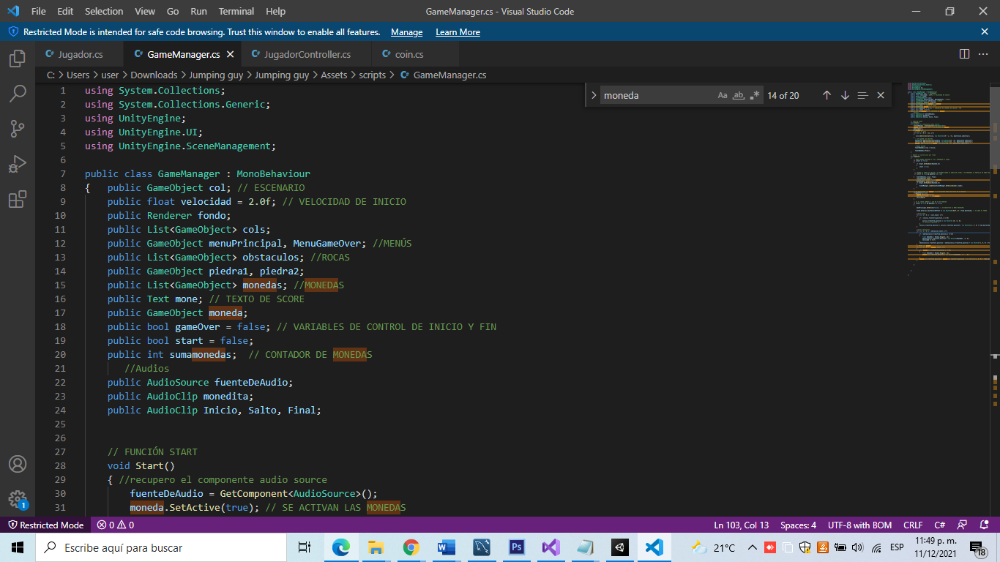 File Edit Selection View Go Run Terminal Help GameManager.cs - Visual Studio Code
Restricted Mode is intended for safe code browsing. Trust this window to enable all features. Manage Learn More
Jugador.cs GameManager.cs JugadorController.cs coin.cs
C: > Users > user > Downloads > Jumping guy > Jumping guy > Assets > scripts > GameManager.cs
moneda Aa ab 14 of 20
1 using System.Collections;
2 using System.Collections.Generic;
3 using UnityEngine;
4 using UnityEngine.UI;
5 using UnityEngine.SceneManagement;
6
7 public class GameManager : MonoBehaviour
8 {   public GameObject col; // ESCENARIO
9     public float velocidad = 2.0f; // VELOCIDAD DE INICIO
10     public Renderer fondo;
11     public List<GameObject> cols;
12     public GameObject menuPrincipal, MenuGameOver; //MENÚS
13     public List<GameObject> obstaculos; //ROCAS
14     public GameObject piedra1, piedra2;
15     public List<GameObject> monedas; //MONEDAS
16     public Text mone; // TEXTO DE SCORE
17     public GameObject moneda;
18     public bool gameOver = false; // VARIABLES DE CONTROL DE INICIO Y FIN
19     public bool start = false;
20     public int sumamonedas;  // CONTADOR DE MONEDAS
21        //Audios
22     public AudioSource fuenteDeAudio;
23     public AudioClip monedita;
24     public AudioClip Inicio, Salto, Final;
25
26
27     // FUNCIÓN START
28     void Start()
29     { //recupero el componente audio source
30         fuenteDeAudio = GetComponent<AudioSource>();
31         moneda.SetActive(true); // SE ACTIVAN LAS MONEDAS
1
Restricted Mode 0 0 Ln 103, Col 13 Spaces: 4 UTF-8 with BOM CRLF C#
Escribe aquí para buscar 21°C ESP 11:49 p. m.
11/12/2021 18